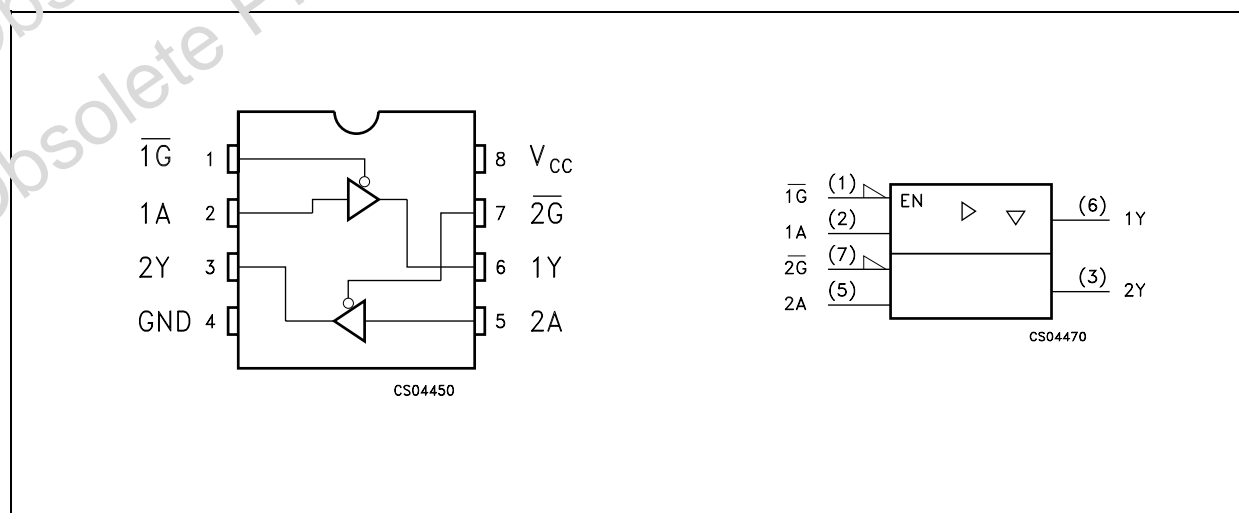 obsolete P
obsolete
1G 1 8 VCC
1A 2 7 2G
2Y 3 6 1Y
GND 4 5 2A
CS04450
1G (1) EN
1A (2) (6) 1Y
2G (7)
2A (5) (3) 2Y
CS04470